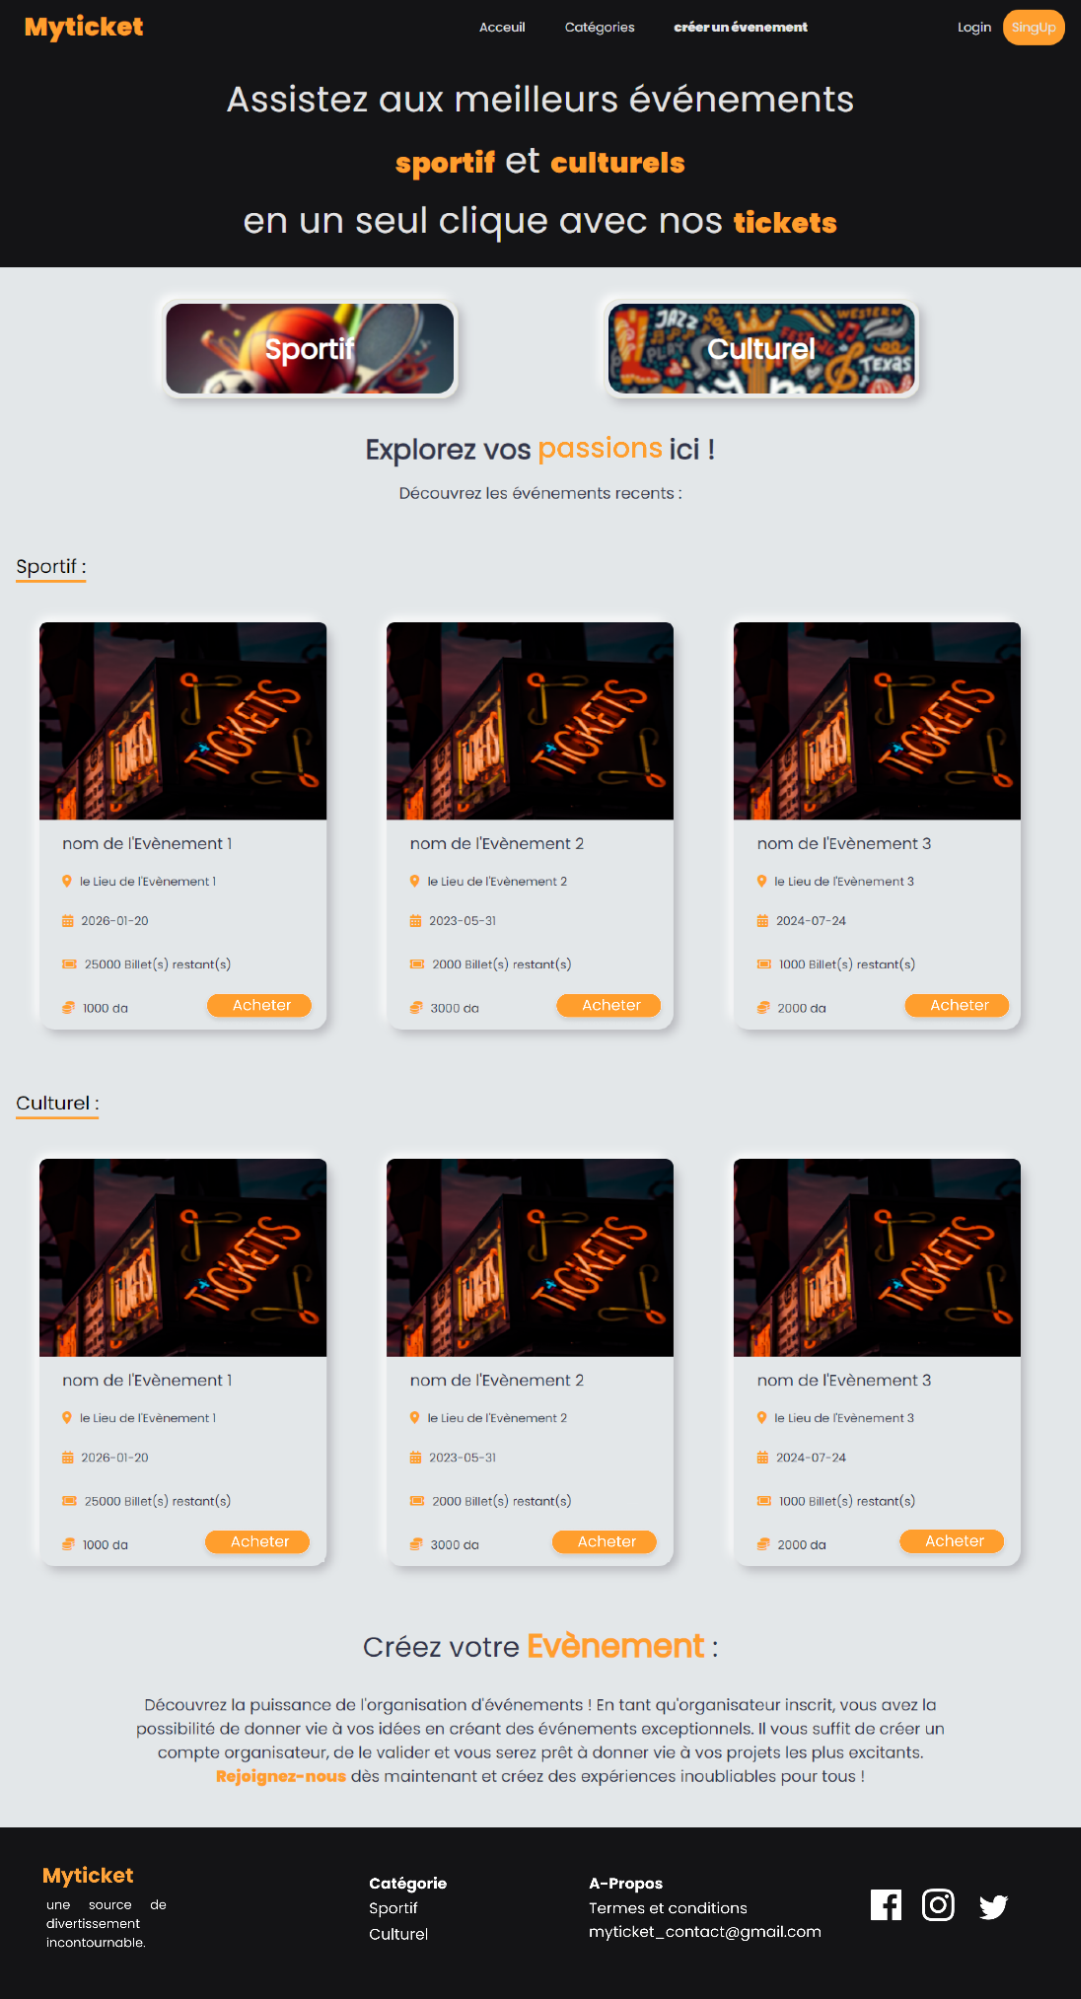 Myticket
Acceuil
Catégories
créer un évenement
Login
SingUp
Assistez aux meilleurs événements
sportif et culturels
en un seul clique avec nos tickets
Sportif
JAZZ
WESTERN
PLAY
TEXAS
Culturel
Explorez vos passions ici !
Découvrez les événements recents :
Sportif :
TICKETS
TICKETS
TICKETS
nom de l'Evènement 1
le Lieu de l'Evènement 1
2026-01-20
25000 Billet(s) restant(s)
1000 da
Acheter
nom de l'Evènement 2
le Lieu de l'Evènement 2
2023-05-31
2000 Billet(s) restant(s)
3000 da
Acheter
nom de l'Evènement 3
le Lieu de l'Evènement 3
2024-07-24
1000 Billet(s) restant(s)
2000 da
Acheter
Culturel :
TICKETS
TICKETS
TICKETS
nom de l'Evènement 1
le Lieu de l'Evènement 1
2026-01-20
25000 Billet(s) restant(s)
1000 da
Acheter
nom de l'Evènement 2
le Lieu de l'Evènement 2
2023-05-31
2000 Billet(s) restant(s)
3000 da
Acheter
nom de l'Evènement 3
le Lieu de l'Evènement 3
2024-07-24
1000 Billet(s) restant(s)
2000 da
Acheter
Créez votre Evènement :
Découvrez la puissance de l'organisation d'événements ! En tant qu'organisateur inscrit, vous avez la
possibilité de donner vie à vos idées en créant des événements exceptionnels. Il vous suffit de créer un
compte organisateur, de le valider et vous serez prêt à donner vie à vos projets les plus excitants.
Rejoignez-nous dès maintenant et créez des expériences inoubliables pour tous !
Myticket
une source de
divertissement
incontournable.
Catégorie
Sportif
Culturel
A-Propos
Termes et conditions
myticket_contact@gmail.com